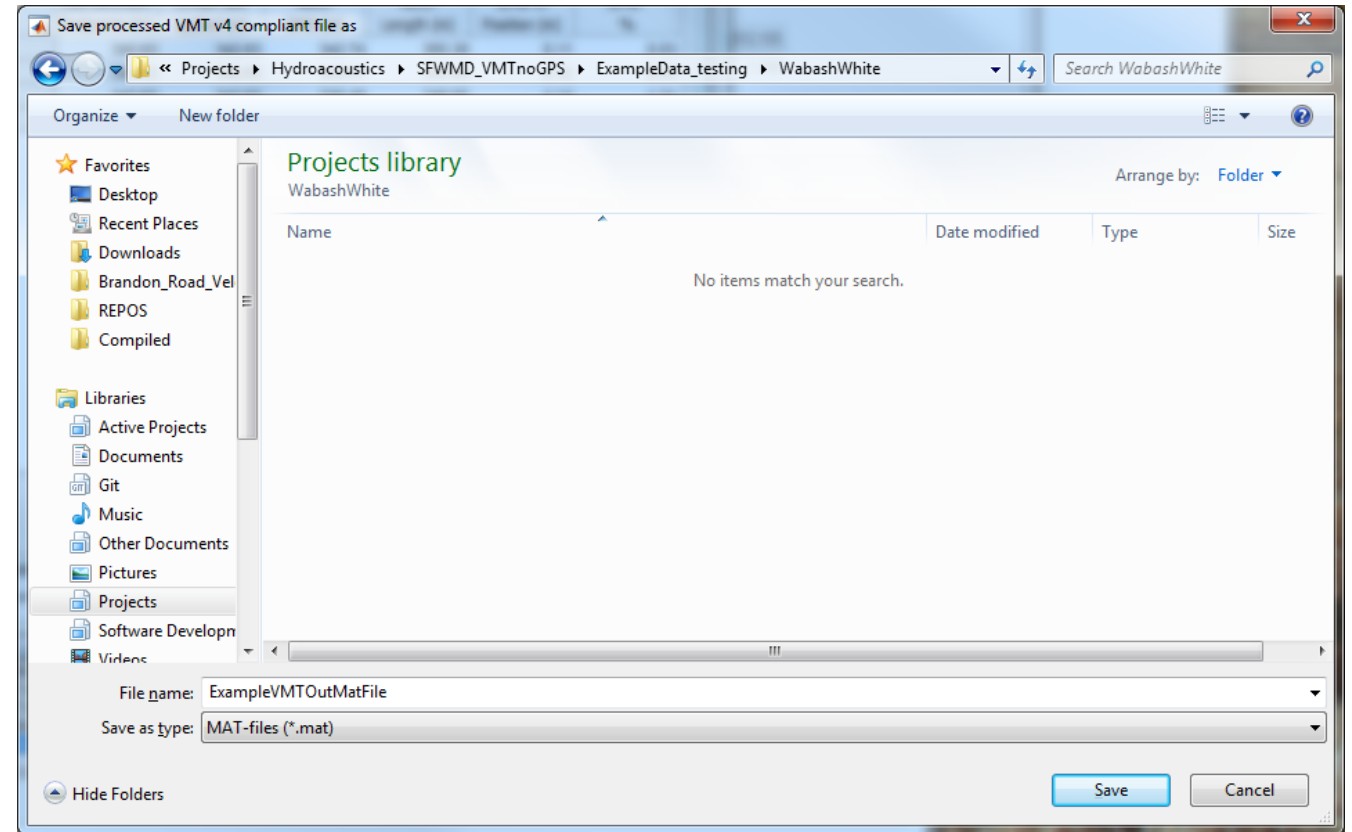 Save processed VMT v4 compliant file as
« Projects Hydroacoustics SFWMD_VMTnoGPS ExampleData_testing WabashWhite Search WabashWhite
Organize New folder
Favorites
Desktop
Recent Places
Downloads
Brandon_Road_Vel
REPOS
Compiled
Libraries
Active Projects
Documents
Git
Music
Other Documents
Pictures
Projects
Software Developm
Videos
Projects library
WabashWhite
Arrange by: Folder
Name Date modified Type Size
No items match your search.
File name: ExampleVMTOutMatFile
Save as type: MAT-files (*.mat)
Hide Folders Save Cancel